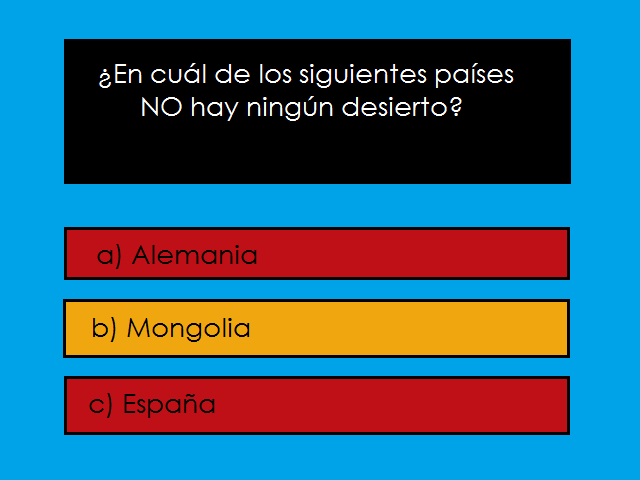 ¿En cuál de los siguientes países
NO hay ningún desierto?
a) Alemania
b) Mongolia
c) España